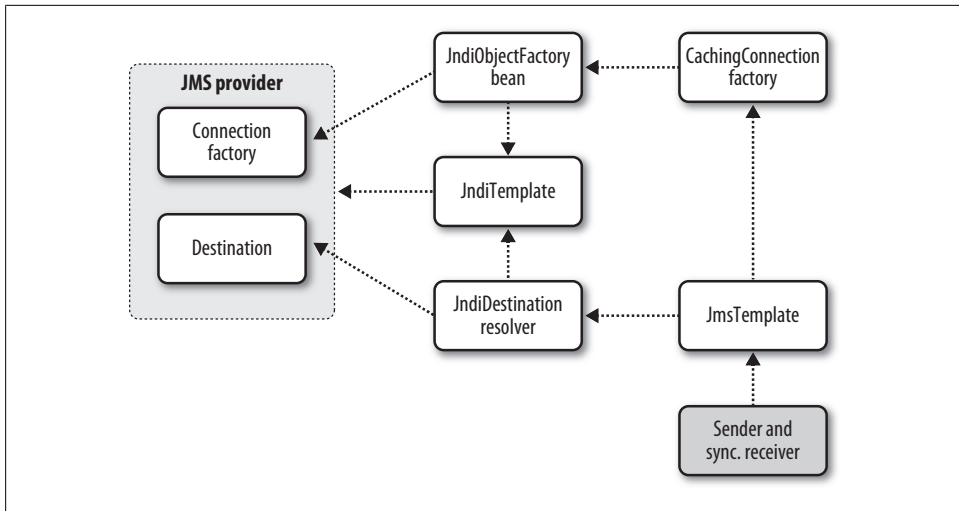 JMS provider
Connection
factory
Destination
JndiObjectFactory
bean
JndiTemplate
JndiDestination
resolver
CachingConnection
factory
JmsTemplate
Sender and
sync. receiver